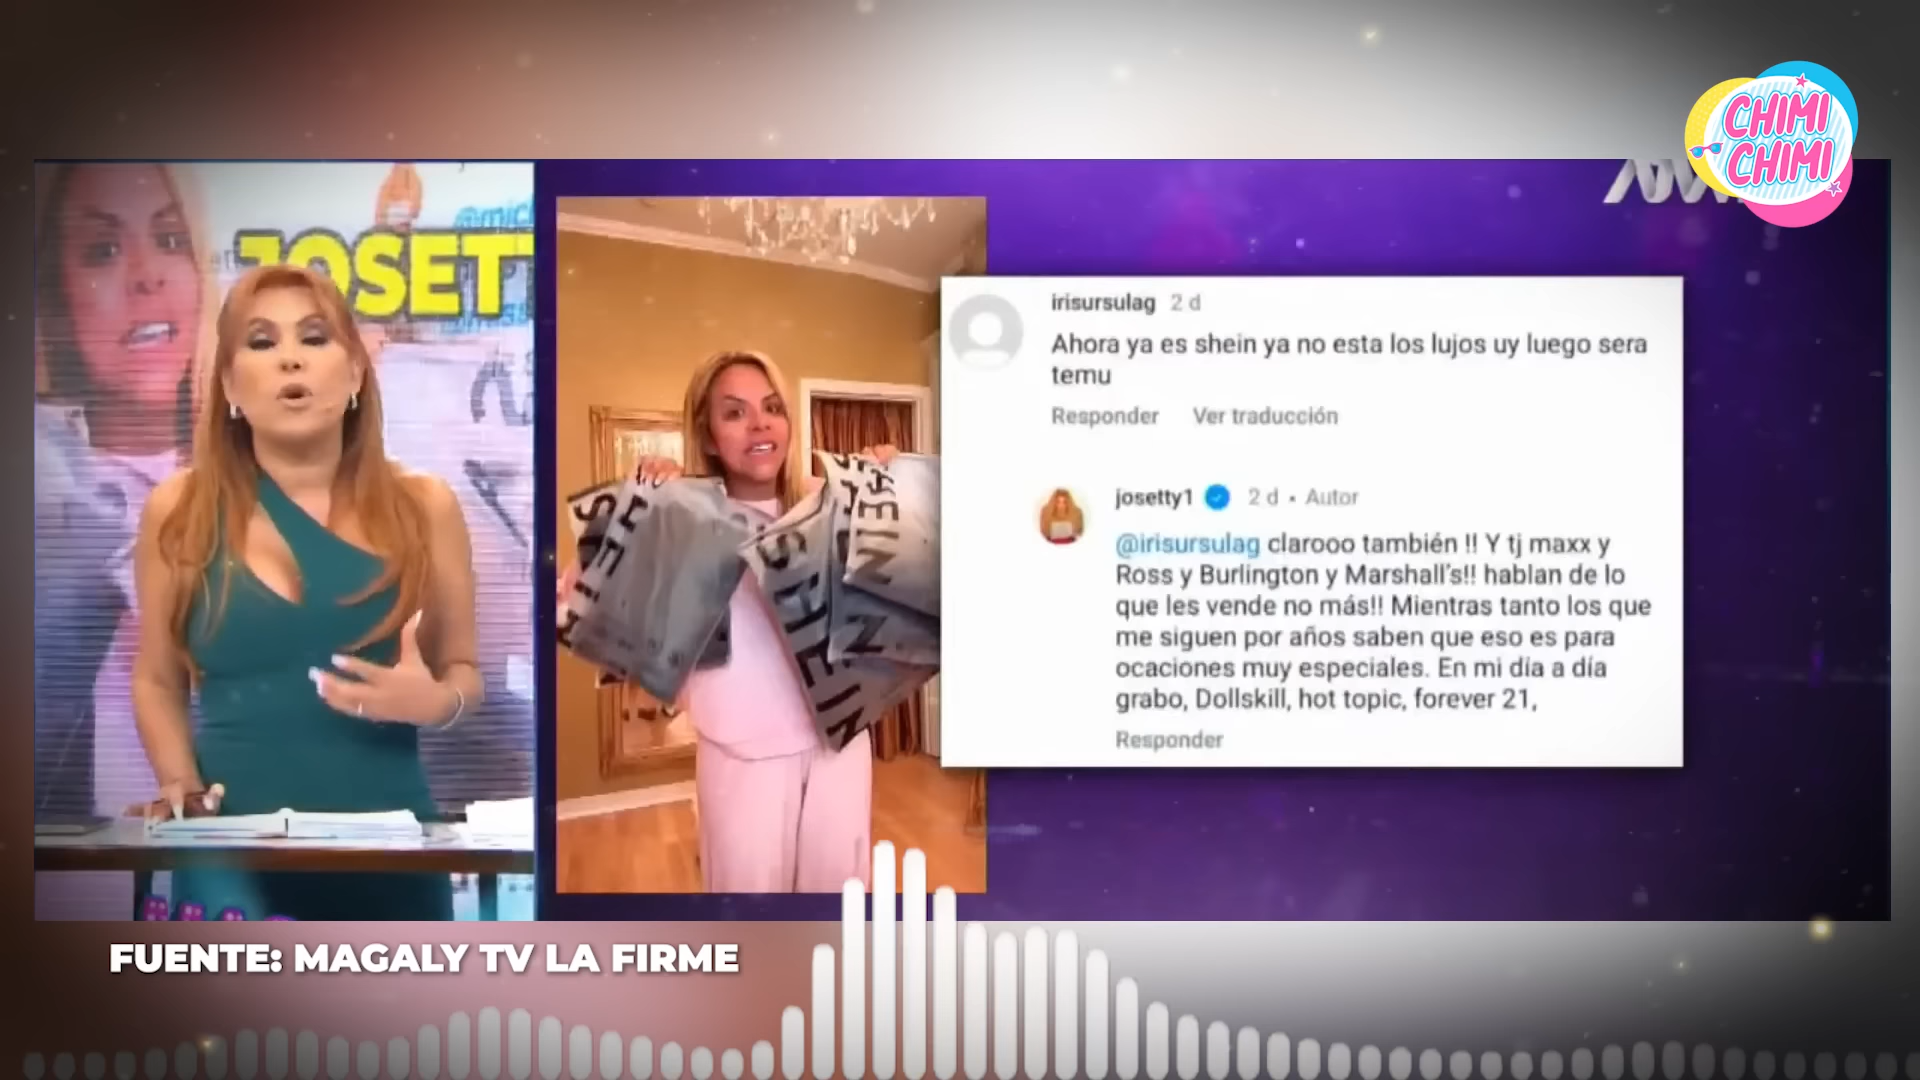 CHIMI
CHIMI
@mich
JOSETT
SHEIN
SHEIN
SHEIN
irisursulag 2 d
Ahora ya es shein ya no esta los lujos uy luego sera
temu
Responder Ver traducción
josetty1 2 d • Autor
@irisursulag clarooo también !! Y tj maxx y
Ross y Burlington y Marshall's!! hablan de lo
que les vende no más!! Mientras tanto los que
me siguen por años saben que eso es para
ocaciones muy especiales. En mi día a día
grabo, Dollskill, hot topic, forever 21,
Responder
FUENTE: MAGALY TV LA FIRME